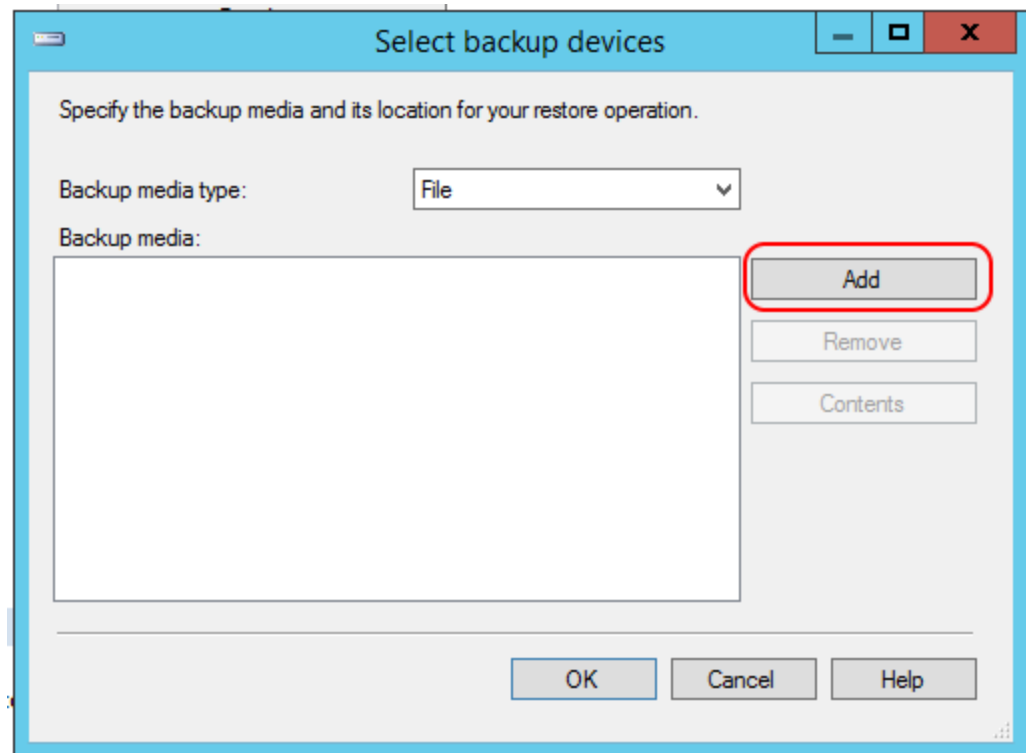 Select backup devices
x
Specify the backup media and its location for your restore operation.
Backup media type: File
Backup media:
Add
Remove
Contents
OK Cancel Help